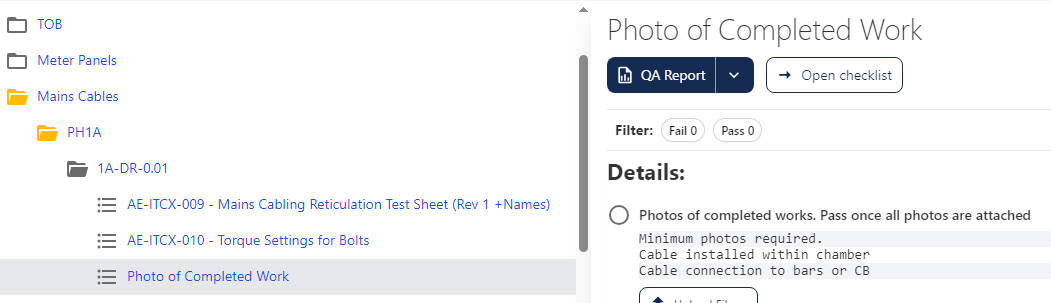 TOB
Meter Panels
Mains Cables
PH1A
1A-DR-0.01
AE-ITCX-009 - Mains Cabling Reticulation Test Sheet (Rev 1 +Names)
AE-ITCX-010 - Torque Settings for Bolts
Photo of Completed Work
Photo of Completed Work
QA Report
Open checklist
Filter: Fail 0 Pass 0
Details:
Photos of completed works. Pass once all photos are attached
Minimum photos required.
Cable installed within chamber
Cable connection to bars or CB